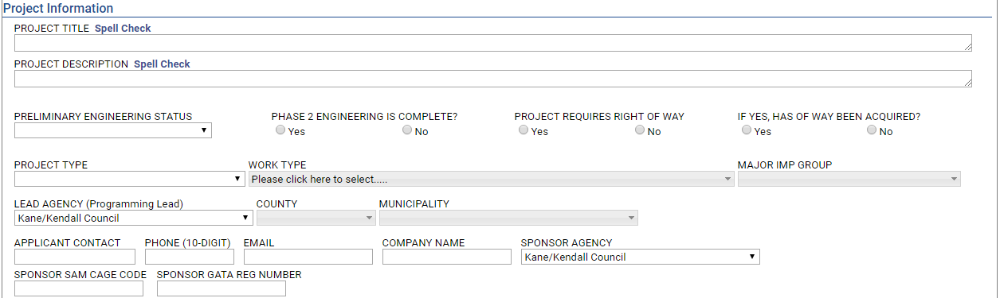 Project Information
PROJECT TITLE Spell Check
PROJECT DESCRIPTION Spell Check
PRELIMINARY ENGINEERING STATUS PHASE 2 ENGINEERING IS COMPLETE? PROJECT REQUIRES RIGHT OF WAY IF YES, HAS OF WAY BEEN ACQUIRED?
Yes No Yes No Yes No
PROJECT TYPE WORK TYPE MAJOR IMP GROUP
Please click here to select.....
LEAD AGENCY (Programming Lead) COUNTY MUNICIPALITY
Kane/Kendall Council
APPLICANT CONTACT PHONE (10-DIGIT) EMAIL COMPANY NAME SPONSOR AGENCY
Kane/Kendall Council
SPONSOR SAM CAGE CODE SPONSOR GATA REG NUMBER